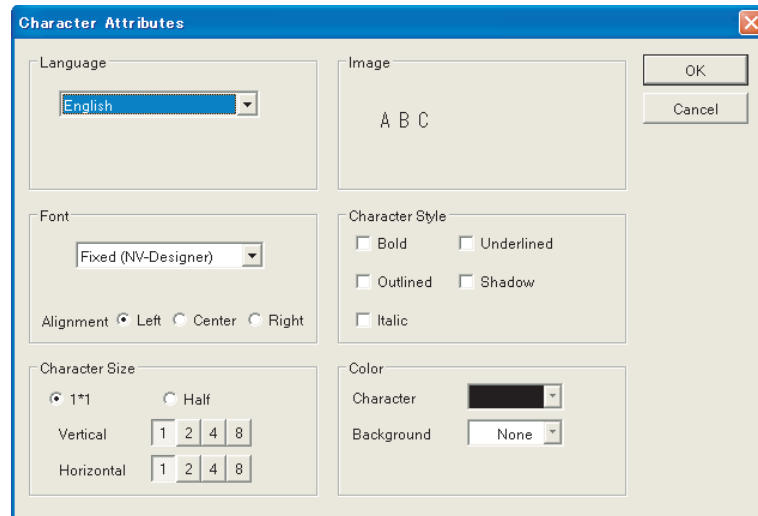 Character Attributes
Language
English
Image
A B C
OK
Cancel
Font
Fixed (NV-Designer)
Alignment Left Center Right
Character Style
Bold Underlined
Outlined Shadow
Italic
Character Size
1*1 Half
Vertical 1 2 4 8
Horizontal 1 2 4 8
Color
Character
Background None